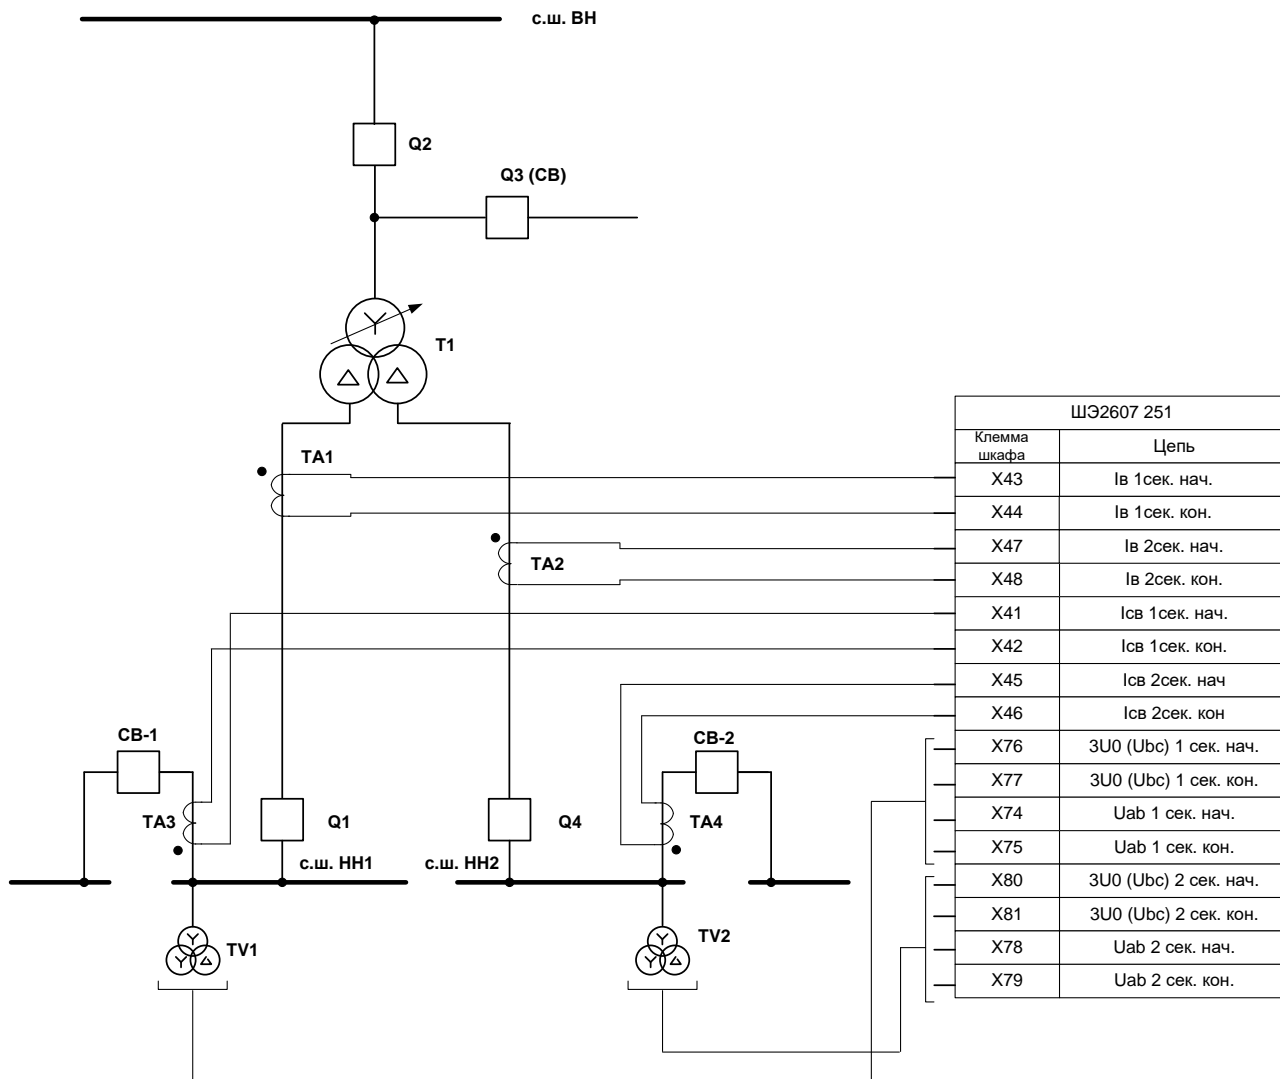 с.ш. ВН
Q2
Q3 (СВ)
T1
ТА1
ТА2
ШЭ2607 251
Клемма шкафа
Цепь
X43 Iв 1сек. нач.
X44 Iв 1сек. кон.
X47 Iв 2сек. нач.
X48 Iв 2сек. кон.
X41 Iсв 1сек. нач.
X42 Iсв 1сек. кон.
X45 Iсв 2сек. нач
X46 Iсв 2сек. кон
X76 3U0 (Ubc) 1 сек. нач.
X77 3U0 (Ubc) 1 сек. кон.
X74 Uab 1 сек. нач.
X75 Uab 1 сек. кон.
X80 3U0 (Ubc) 2 сек. нач.
X81 3U0 (Ubc) 2 сек. кон.
X78 Uab 2 сек. нач.
X79 Uab 2 сек. кон.
СВ-1
СВ-2
ТА3
Q1
Q4
ТА4
с.ш. НН1
с.ш. НН2
TV1
TV2